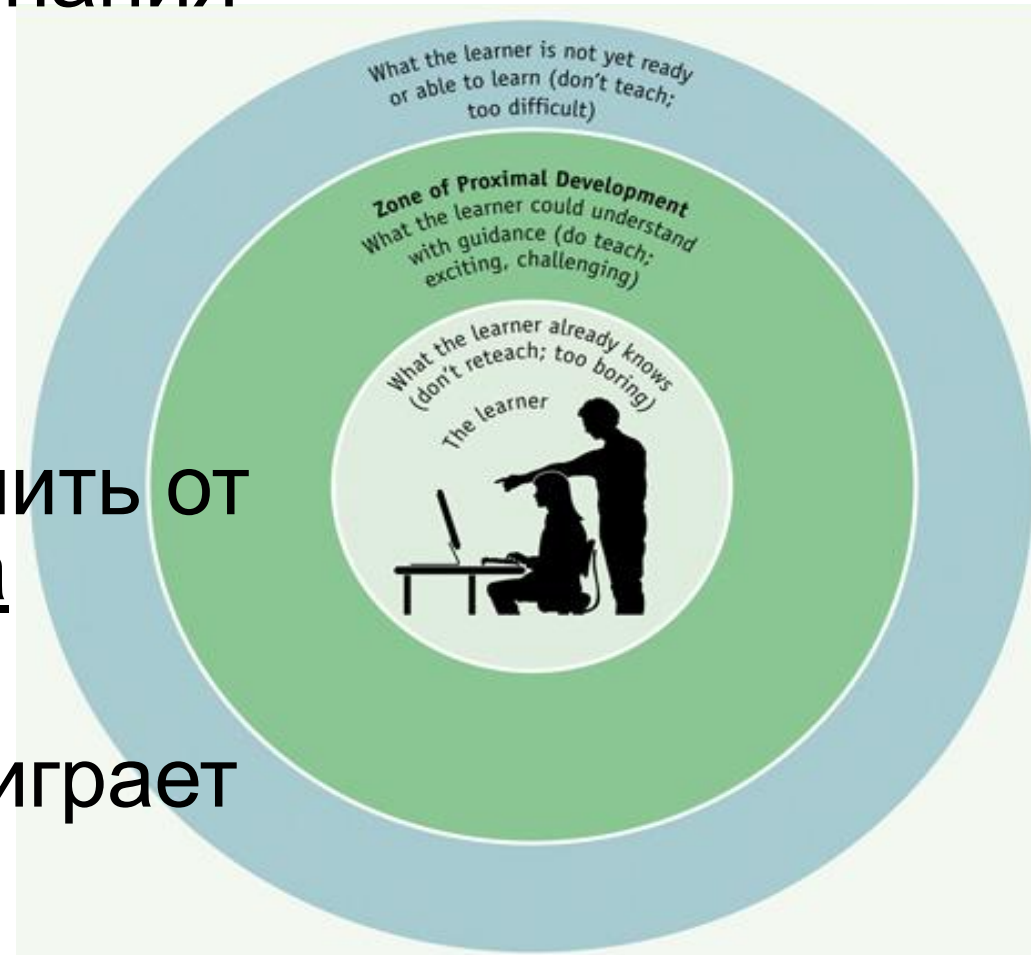 What the learner is not yet ready
or able to learn (don't teach;
too difficult)
Zone of Proximal Development
What the learner could understand
with guidance (do teach;
exciting, challenging)
What the learner already knows
(don't reteach; too boring)
The learner
от
играет